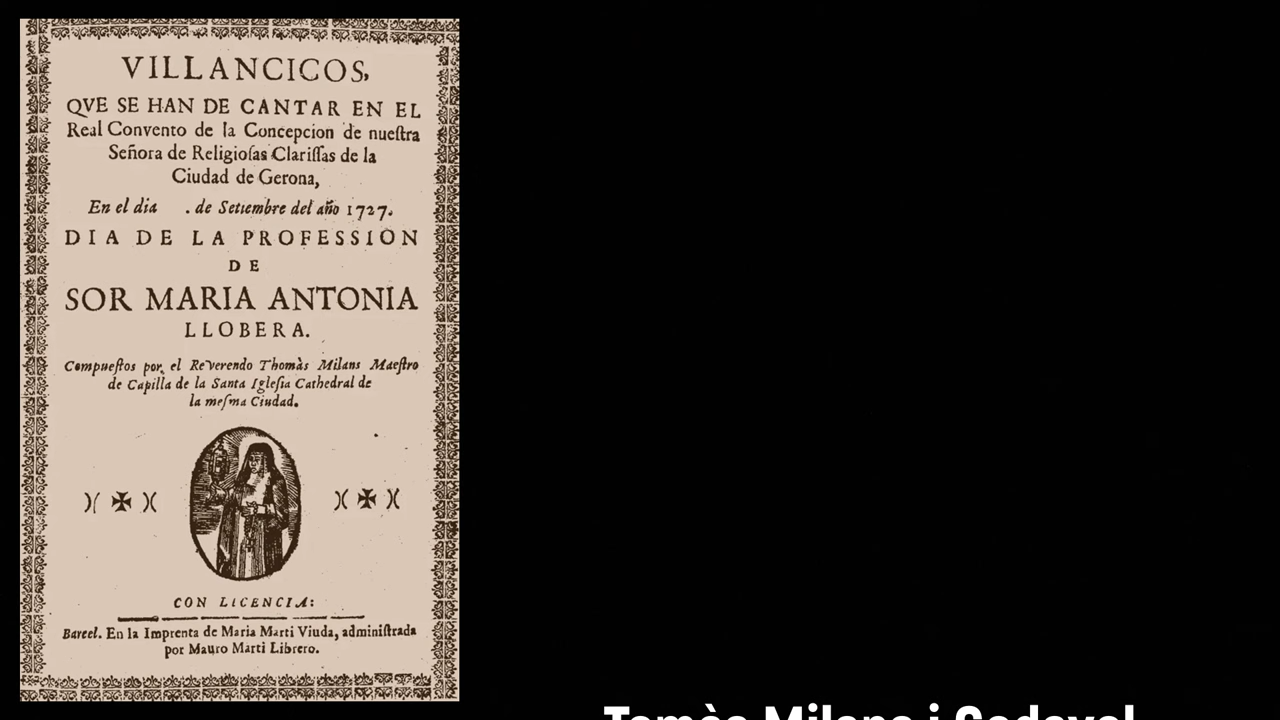 VILLANCICOS,
QVE SE HAN DE CANTAR EN EL
Real Convento de la Concepcion de nueſtra
Señora de Religioſas Clariſſas de la
Ciudad de Gerona,
En el dia . de Setiembre del año 1727.
DIA DE LA PROFESSION
DE
SOR MARIA ANTONIA
LLOBERA.
Compueſtos por el Reverendo Thomàs Milans Maeſtro
de Capilla de la Santa Igleſia Cathedral de
la meſma Ciudad.
CON LICENCIA:
Barcel. En la Imprenta de Maria Marti Viuda, adminiſtrada
por Mauro Marti Librero.
Tomàs Milans i Godayol